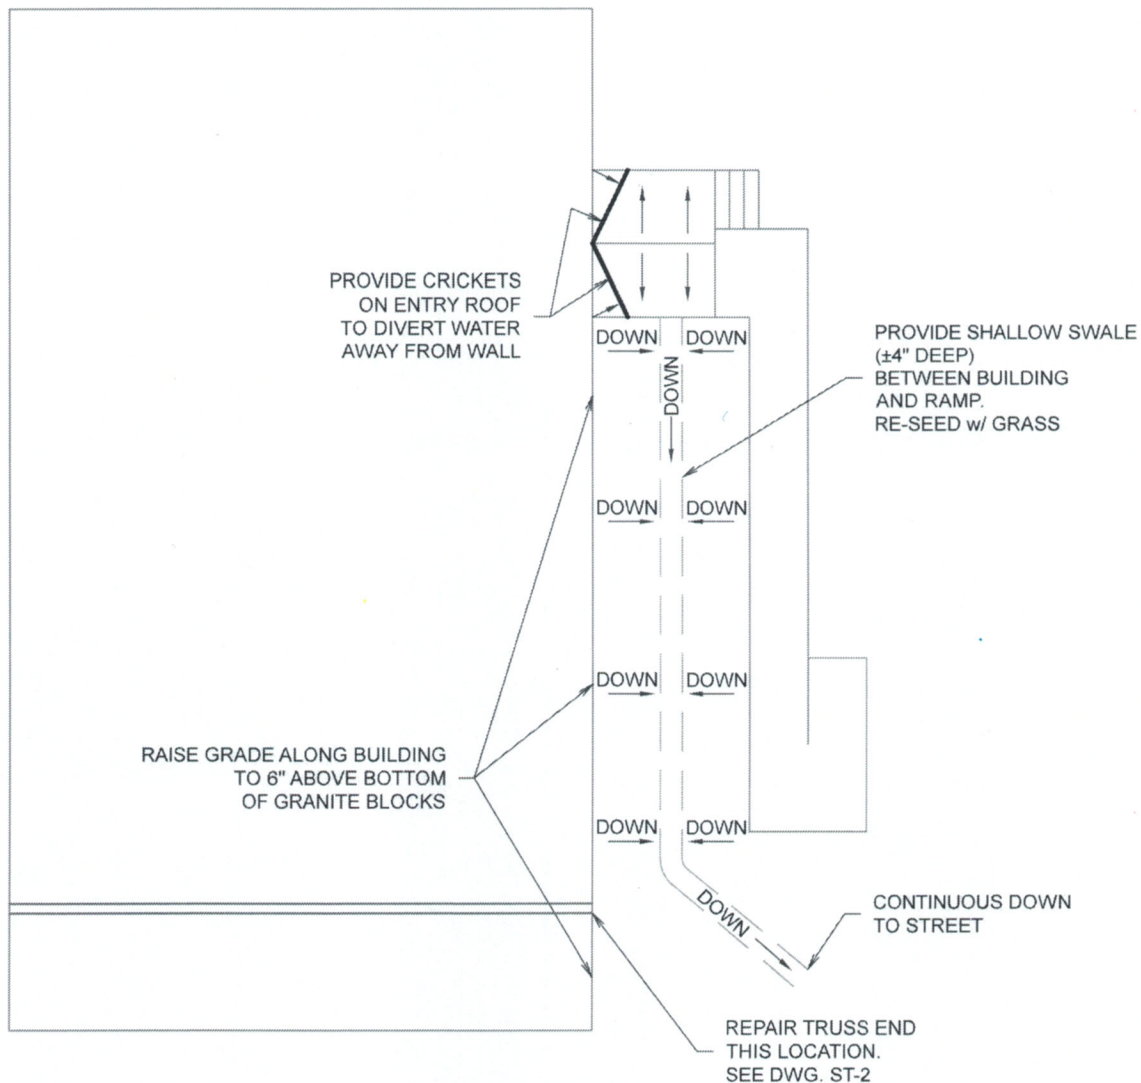 PROVIDE CRICKETS
ON ENTRY ROOF
TO DIVERT WATER
AWAY FROM WALL
DOWN
DOWN
DOWN
PROVIDE SHALLOW SWALE
(±4" DEEP)
BETWEEN BUILDING
AND RAMP.
RE-SEED w/ GRASS
DOWN
DOWN
DOWN
DOWN
RAISE GRADE ALONG BUILDING
TO 6" ABOVE BOTTOM
OF GRANITE BLOCKS
DOWN
DOWN
DOWN
CONTINUOUS DOWN
TO STREET
REPAIR TRUSS END
THIS LOCATION.
SEE DWG. ST-2